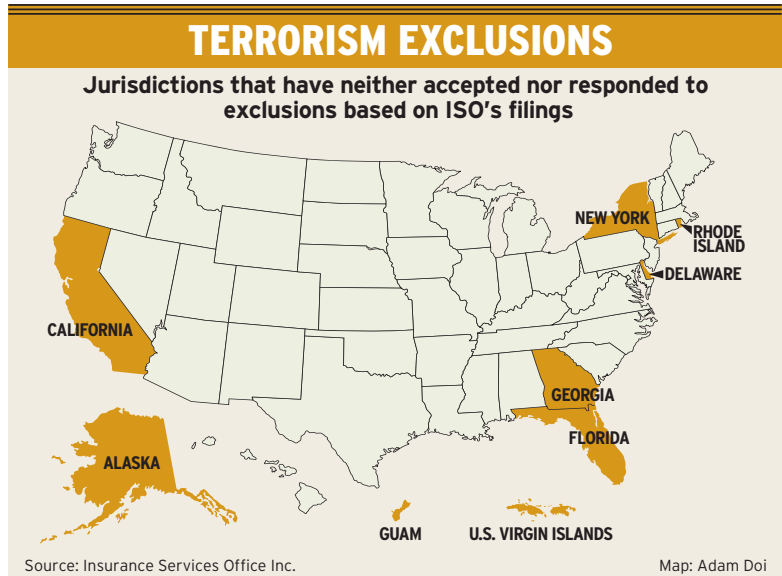 TERRORISM EXCLUSIONS
Jurisdictions that have neither accepted nor responded to
exclusions based on ISO's filings
NEW YORK
RHODE
ISLAND
DELAWARE
CALIFORNIA
GEORGIA
FLORIDA
ALASKA
GUAM
U.S. VIRGIN ISLANDS
Source: Insurance Services Office Inc.
Map: Adam Doi